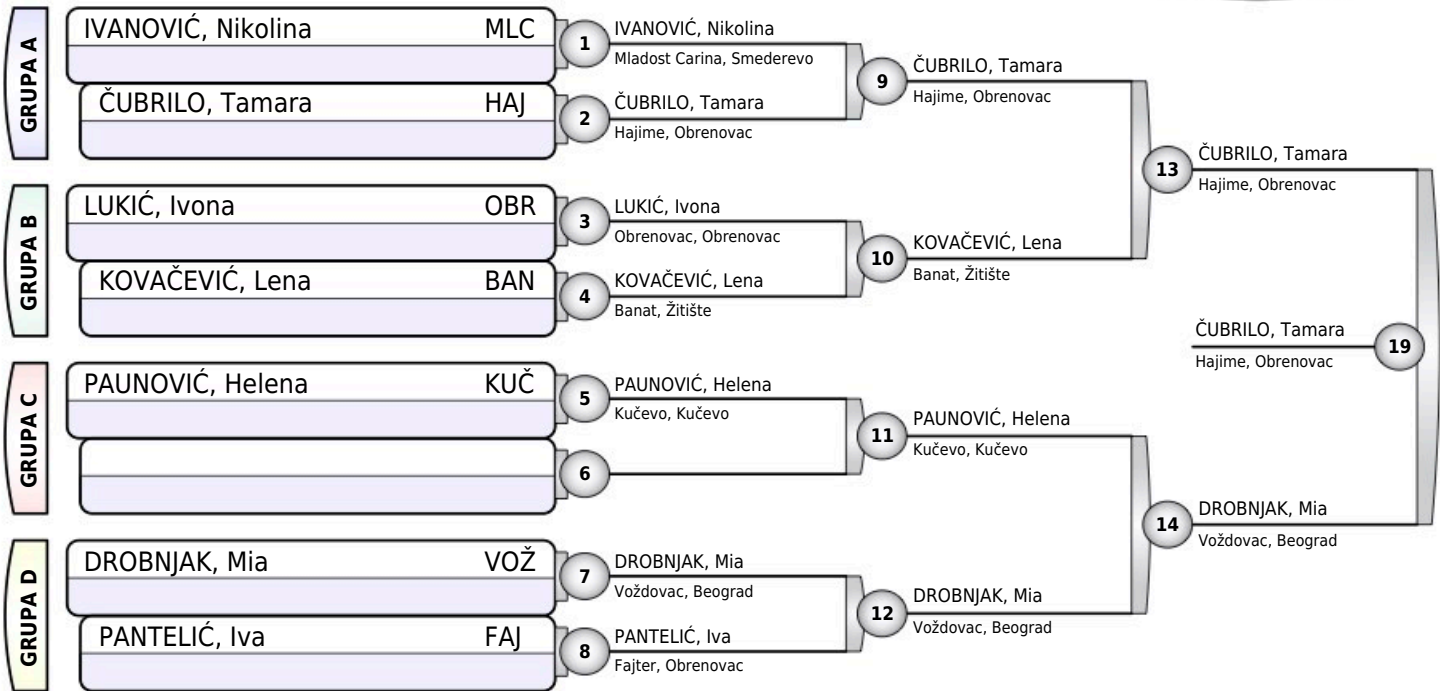 GRUPA A
IVANOVIĆ, Nikolina MLC
ČUBRILO, Tamara HAJ
GRUPA B
LUKIĆ, Ivona OBR
KOVAČEVIĆ, Lena BAN
GRUPA C
PAUNOVIĆ, Helena KUČ
GRUPA D
DROBNJAK, Mia VOŽ
PANTELIĆ, Iva FAJ
1
IVANOVIĆ, Nikolina
Mladost Carina, Smederevo
2
ČUBRILO, Tamara
Hajime, Obrenovac
3
LUKIĆ, Ivona
Obrenovac, Obrenovac
4
KOVAČEVIĆ, Lena
Banat, Žitište
5
PAUNOVIĆ, Helena
Kučevo, Kučevo
6
7
DROBNJAK, Mia
Voždovac, Beograd
8
PANTELIĆ, Iva
Fajter, Obrenovac
9
ČUBRILO, Tamara
Hajime, Obrenovac
10
KOVAČEVIĆ, Lena
Banat, Žitište
11
PAUNOVIĆ, Helena
Kučevo, Kučevo
12
DROBNJAK, Mia
Voždovac, Beograd
13
ČUBRILO, Tamara
Hajime, Obrenovac
14
DROBNJAK, Mia
Voždovac, Beograd
ČUBRILO, Tamara
Hajime, Obrenovac
19